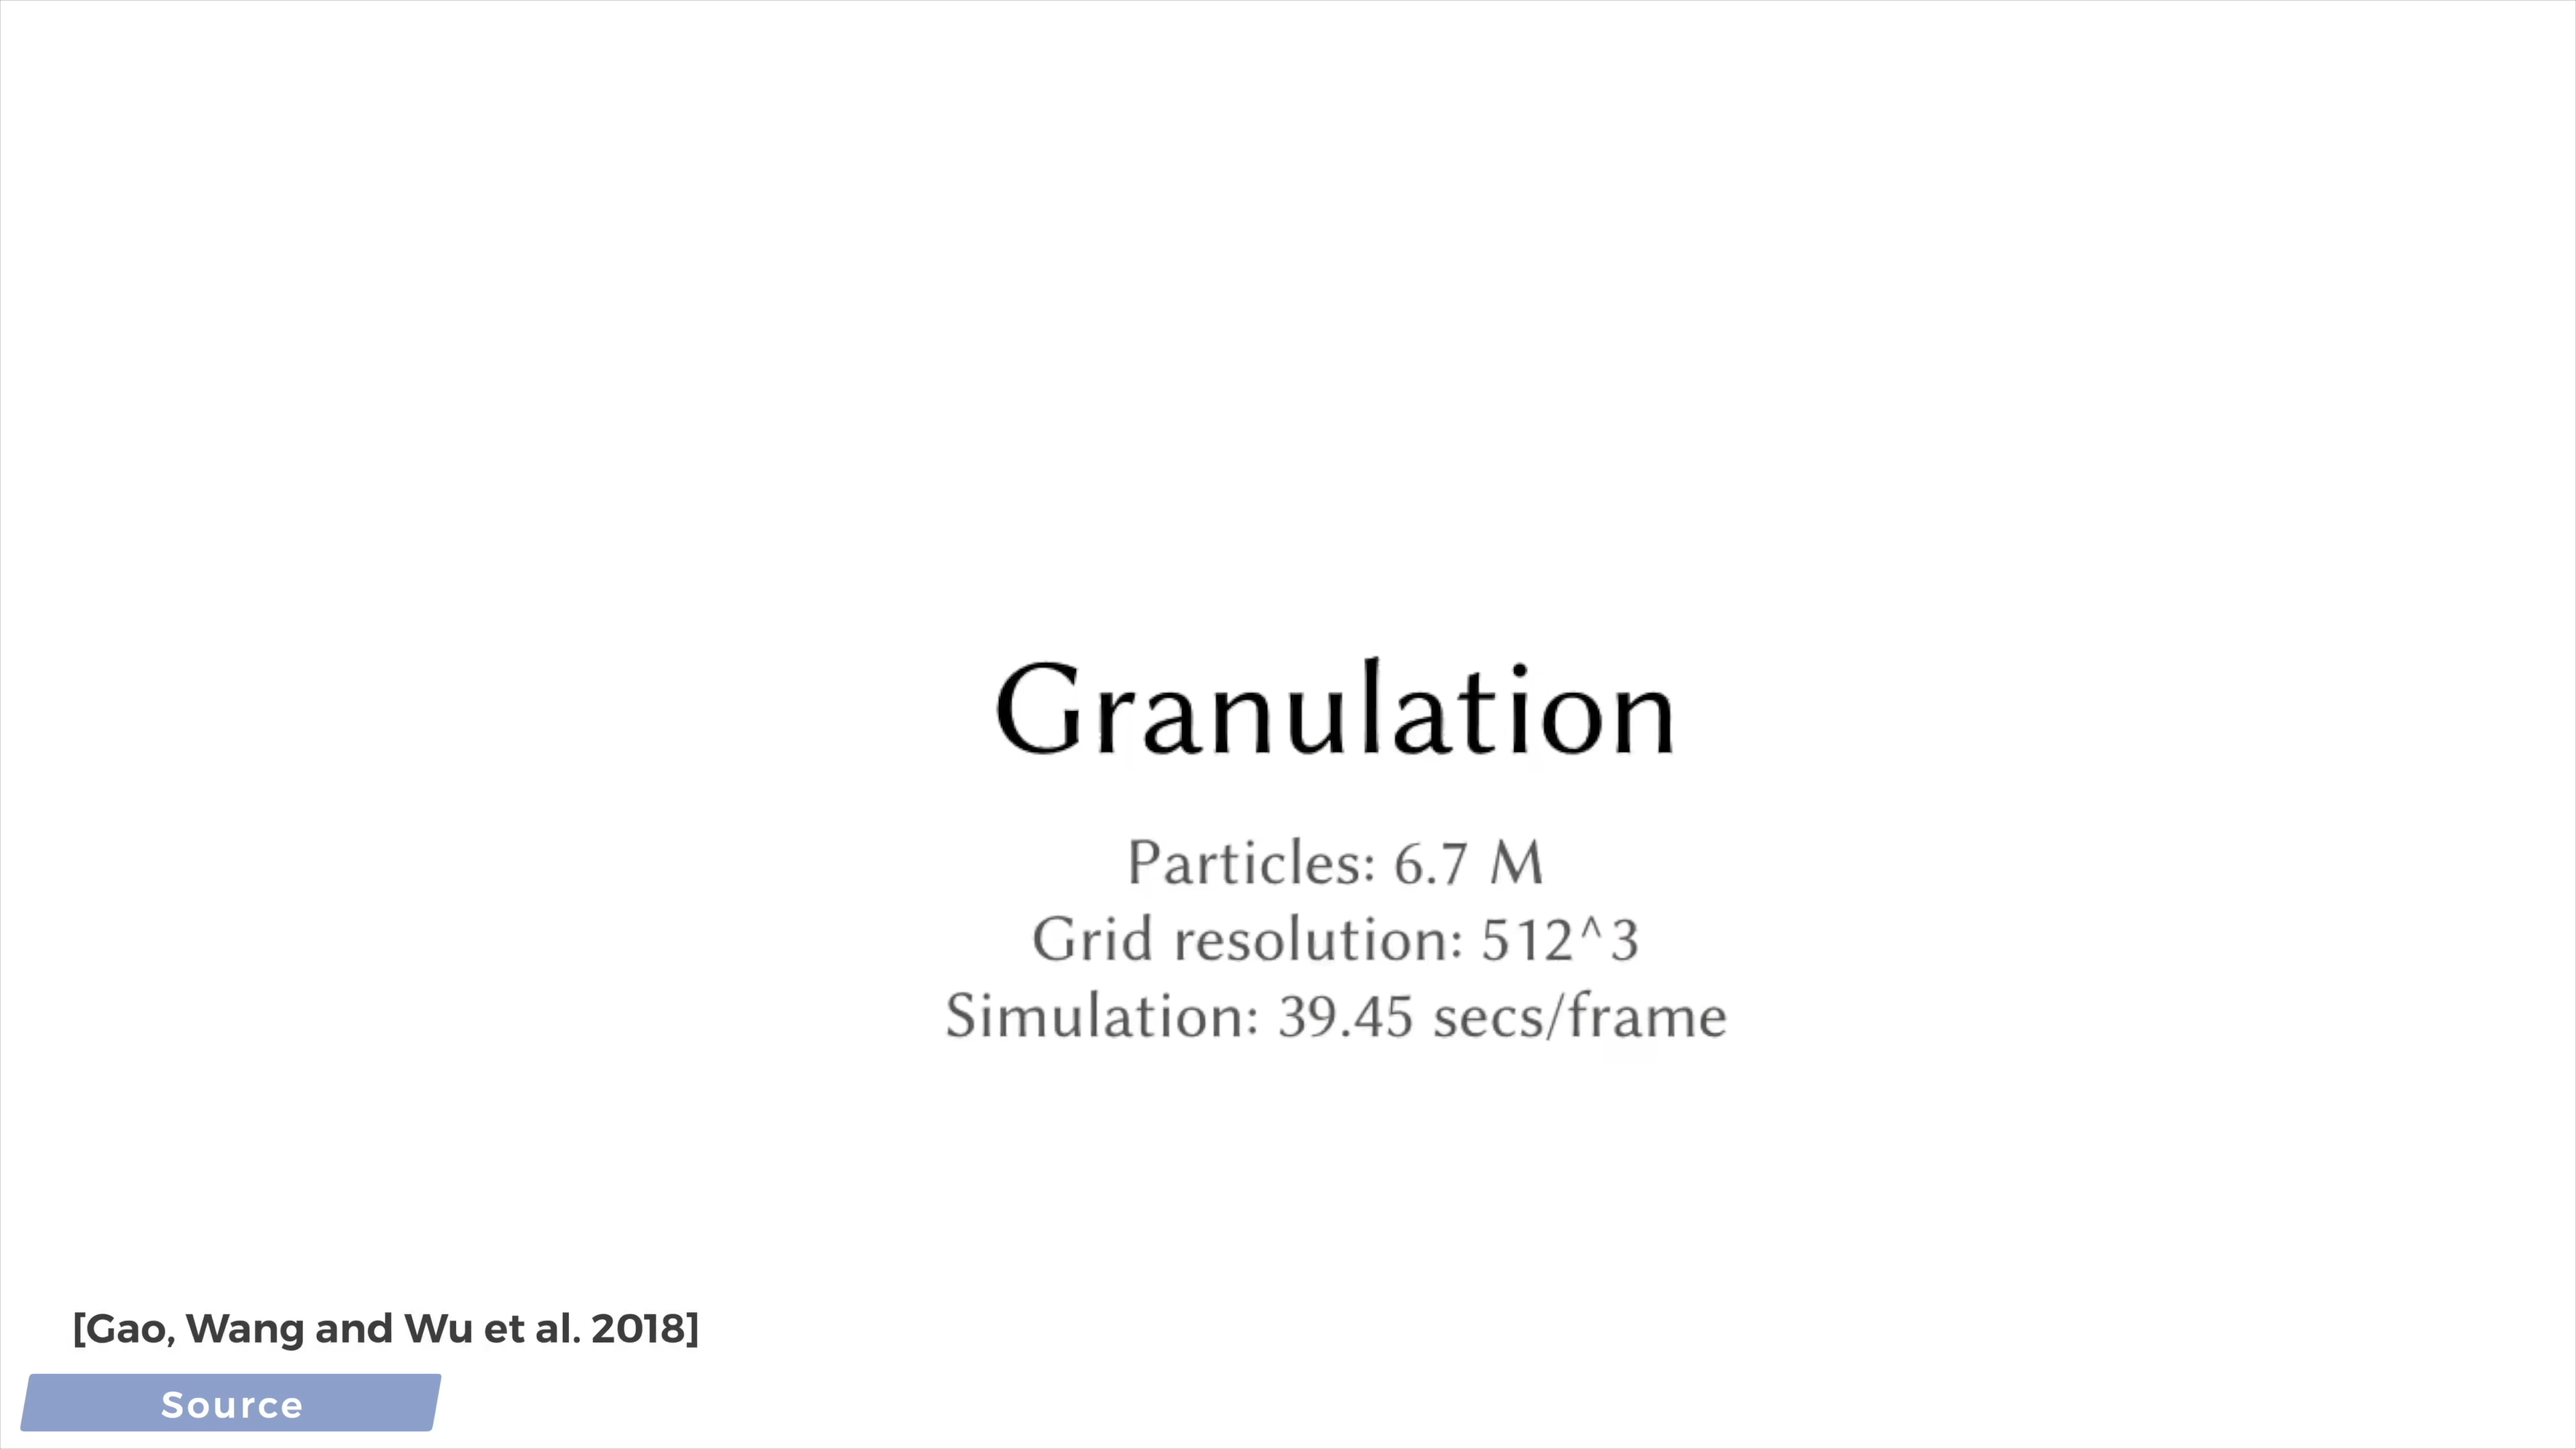 Granulation
Particles: 6.7 M
Grid resolution: 512^3
Simulation: 39.45 secs/frame
[Gao, Wang and Wu et al. 2018]
Source